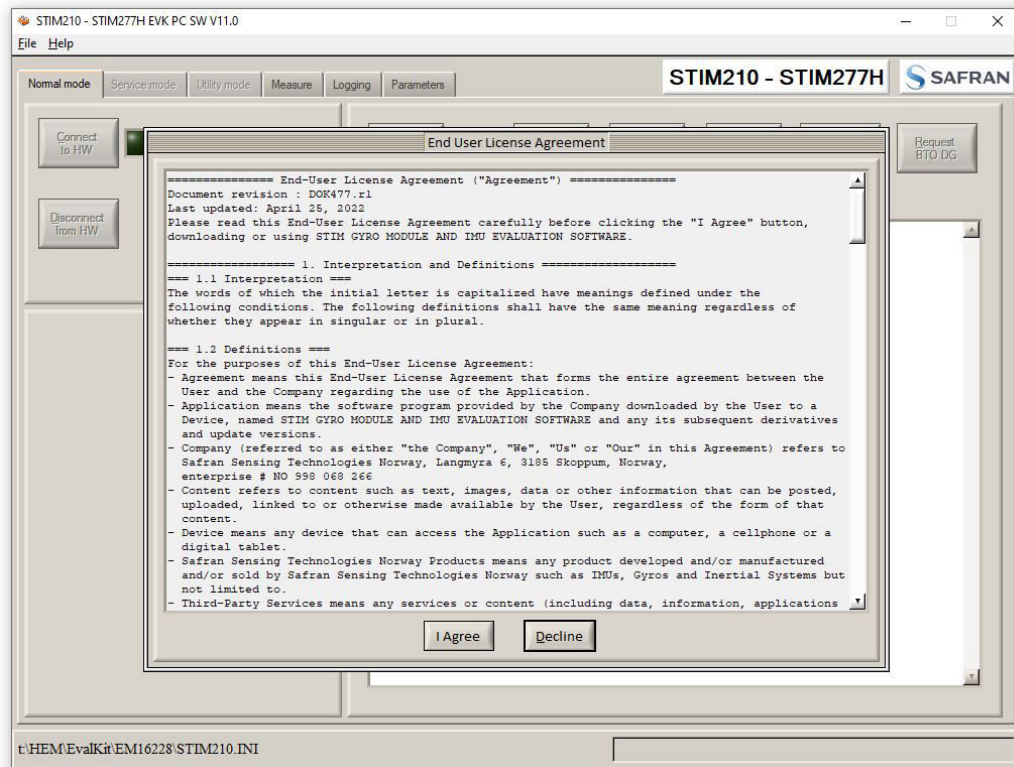 STIM210 - STIM277H EVK PC SW V11.0
File Help
Normal mode Service mode Utility mode Measure Logging Parameters
STIM210 - STIM277H
SAFRAN
Connect
to HW
Request
BTO DG
Disconnect
from HW
End User License Agreement
=============== End-User License Agreement ("Agreement") ===============
Document revision : DOK477.r1
Last updated: April 25, 2022
Please read this End-User License Agreement carefully before clicking the "I Agree" button,
downloading or using STIM GYRO MODULE AND IMU EVALUATION SOFTWARE.
================== 1. Interpretation and Definitions ===================
=== 1.1 Interpretation ===
The words of which the initial letter is capitalized have meanings defined under the
following conditions. The following definitions shall have the same meaning regardless of
whether they appear in singular or in plural.
=== 1.2 Definitions ===
For the purposes of this End-User License Agreement:
- Agreement means this End-User License Agreement that forms the entire agreement between the
User and the Company regarding the use of the Application.
- Application means the software program provided by the Company downloaded by the User to a
Device, named STIM GYRO MODULE AND IMU EVALUATION SOFTWARE and any its subsequent derivatives
and update versions.
- Company (referred to as either "the Company", "We", "Us" or "Our" in this Agreement) refers to
Safran Sensing Technologies Norway, Langmyra 6, 3185 Skoppum, Norway,
enterprise # NO 998 068 266
- Content refers to content such as text, images, data or other information that can be posted,
uploaded, linked to or otherwise made available by the User, regardless of the form of that
content.
- Device means any device that can access the Application such as a computer, a cellphone or a
digital tablet.
- Safran Sensing Technologies Norway Products means any product developed and/or manufactured
and/or sold by Safran Sensing Technologies Norway such as IMUs, Gyros and Inertial Systems but
not limited to.
- Third-Party Services means any services or content (including data, information, applications
I Agree Decline
t:\HEM\EvalKit\EM16228\STIM210.INI